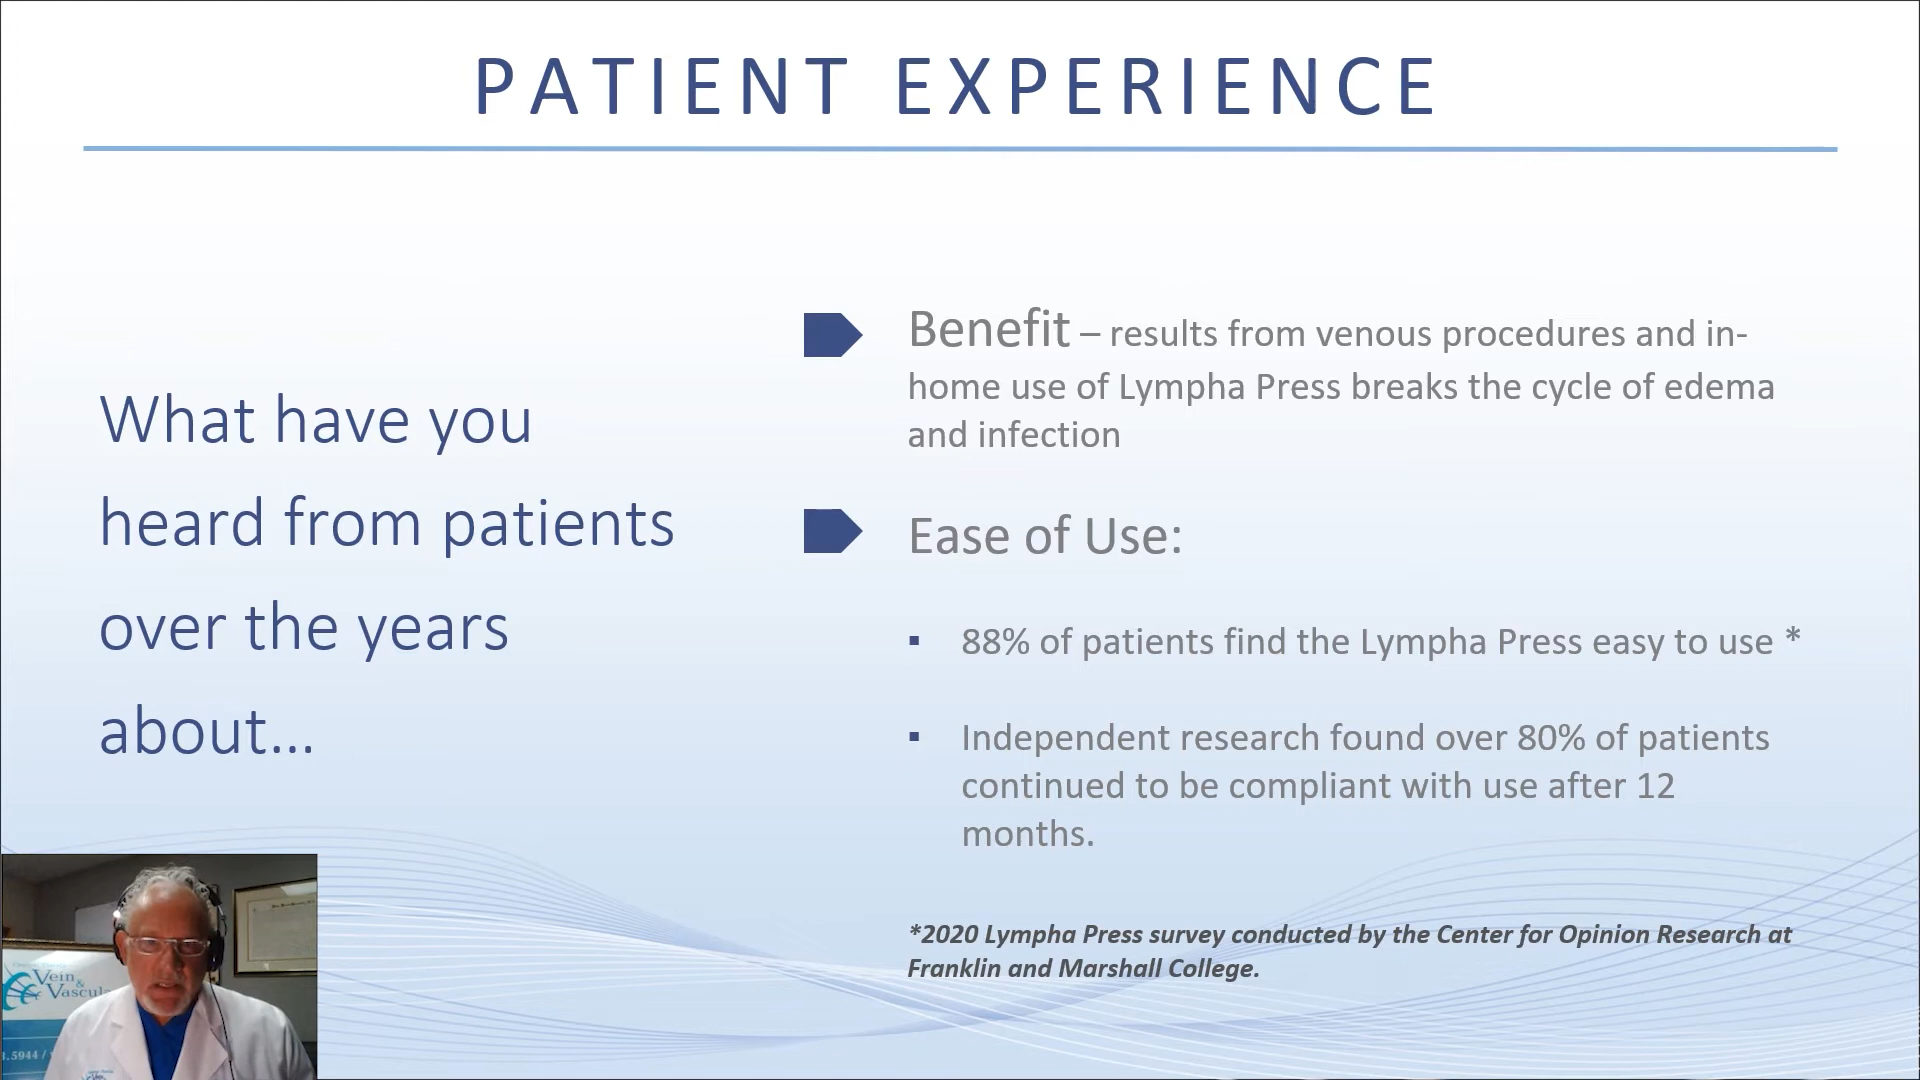 PATIENT EXPERIENCE
What have you
heard from patients
over the years
about...
Benefit – results from venous procedures and in-
home use of Lympha Press breaks the cycle of edema
and infection
Ease of Use:
▪ 88% of patients find the Lympha Press easy to use *
▪ Independent research found over 80% of patients
continued to be compliant with use after 12
months.
*2020 Lympha Press survey conducted by the Center for Opinion Research at
Franklin and Marshall College.
Vein
&
Vascula
.5944 /
Vein